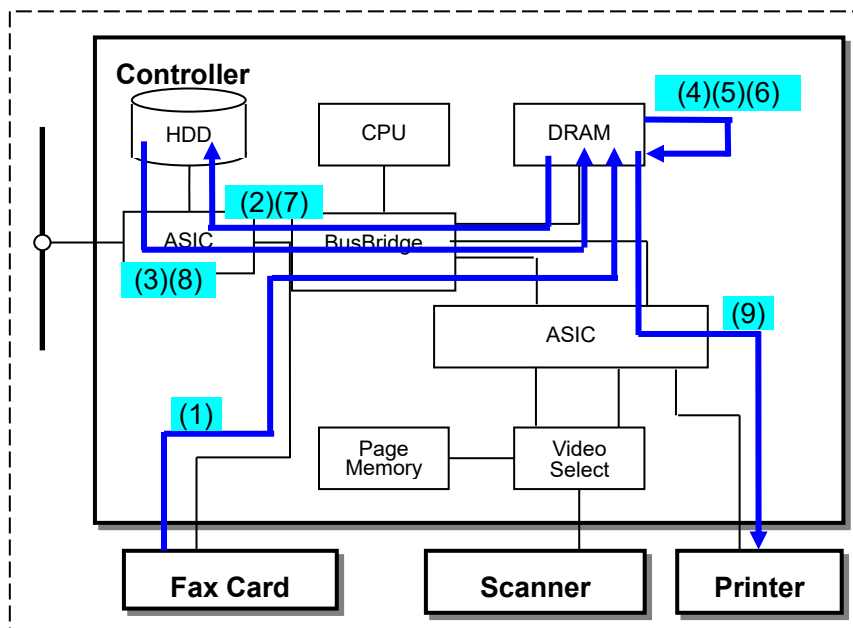 Controller
(4)(5)(6)
HDD
CPU
DRAM
(2)(7)
ASIC
BusBridge
(3)(8)
(9)
ASIC
(1)
Page
Memory
Video
Select
Fax Card
Scanner
Printer